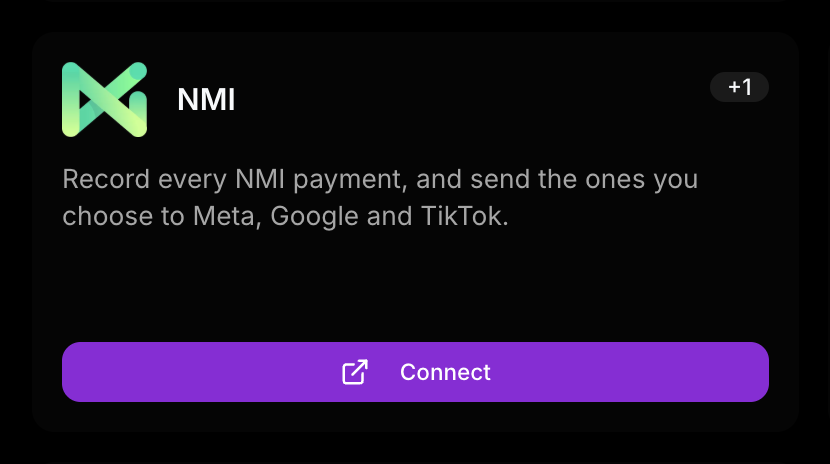 NMI
+1
Record every NMI payment, and send the ones you
choose to Meta, Google and TikTok.
Connect